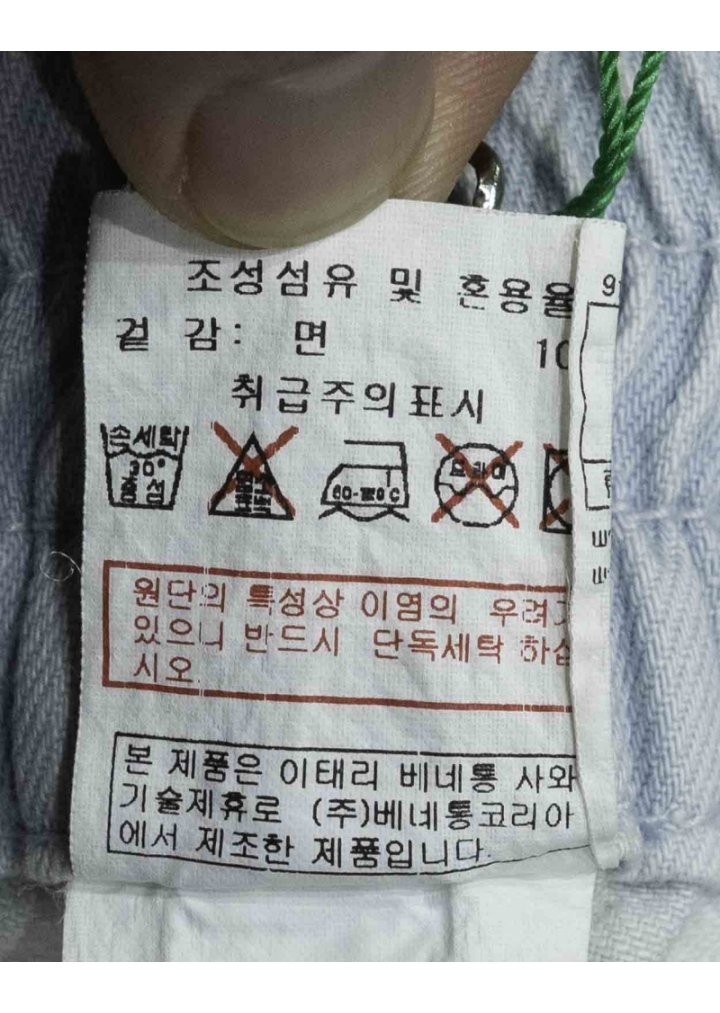 조성섬유 및 혼용율
겉 감: 면 10
취급주의표시
손세탁
30°
중성
드라이
원단의 특성상 이염의 우려가
있으니 반드시 단독세탁 하십
시오.
본 제품은 이태리 베네통 사와
기술제휴로 (주)베네통코리아
에서 제조한 제품입니다.